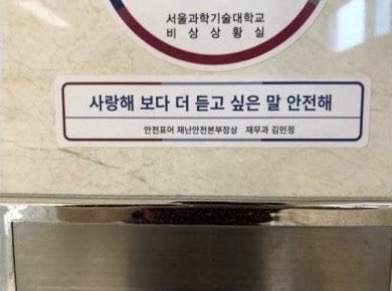 서울과학기술대학교
비상상황실
사랑해 보다 더 듣고 싶은 말 안전해
안전표어 재난안전본부장상 재무과 김민정